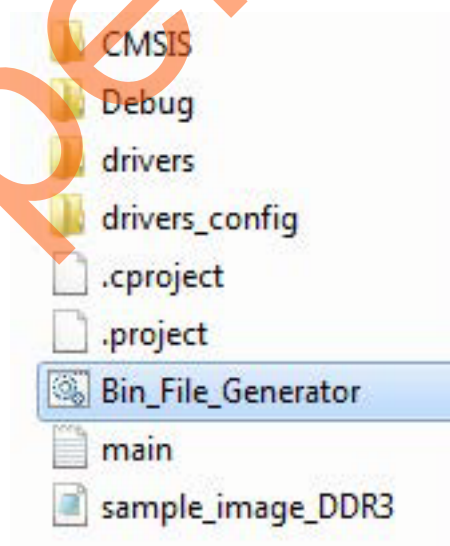 CMSIS
Debug
drivers
drivers_config
.cproject
.project
Bin_File_Generator
main
sample_image_DDR3